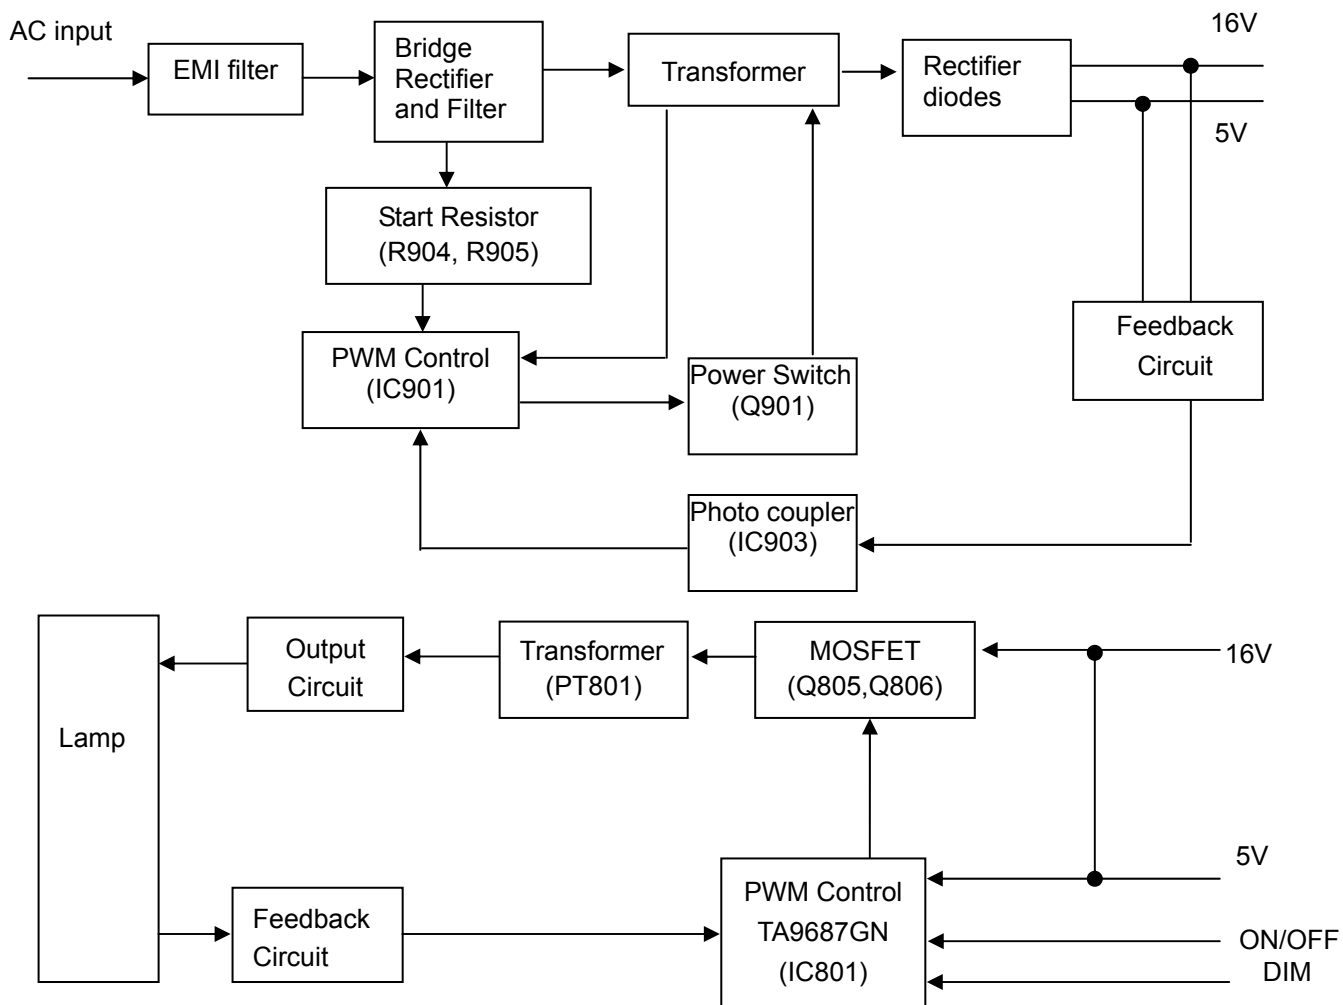 AC input
EMI filter
Bridge
Rectifier
and Filter
Transformer
Rectifier
diodes
16V
5V
Start Resistor
(R904, R905)
PWM Control
(IC901)
Power Switch
(Q901)
Feedback
Circuit
Photo coupler
(IC903)
Lamp
Output
Circuit
Transformer
(PT801)
MOSFET
(Q805,Q806)
16V
5V
Feedback
Circuit
PWM Control
TA9687GN
(IC801)
ON/OFF
DIM